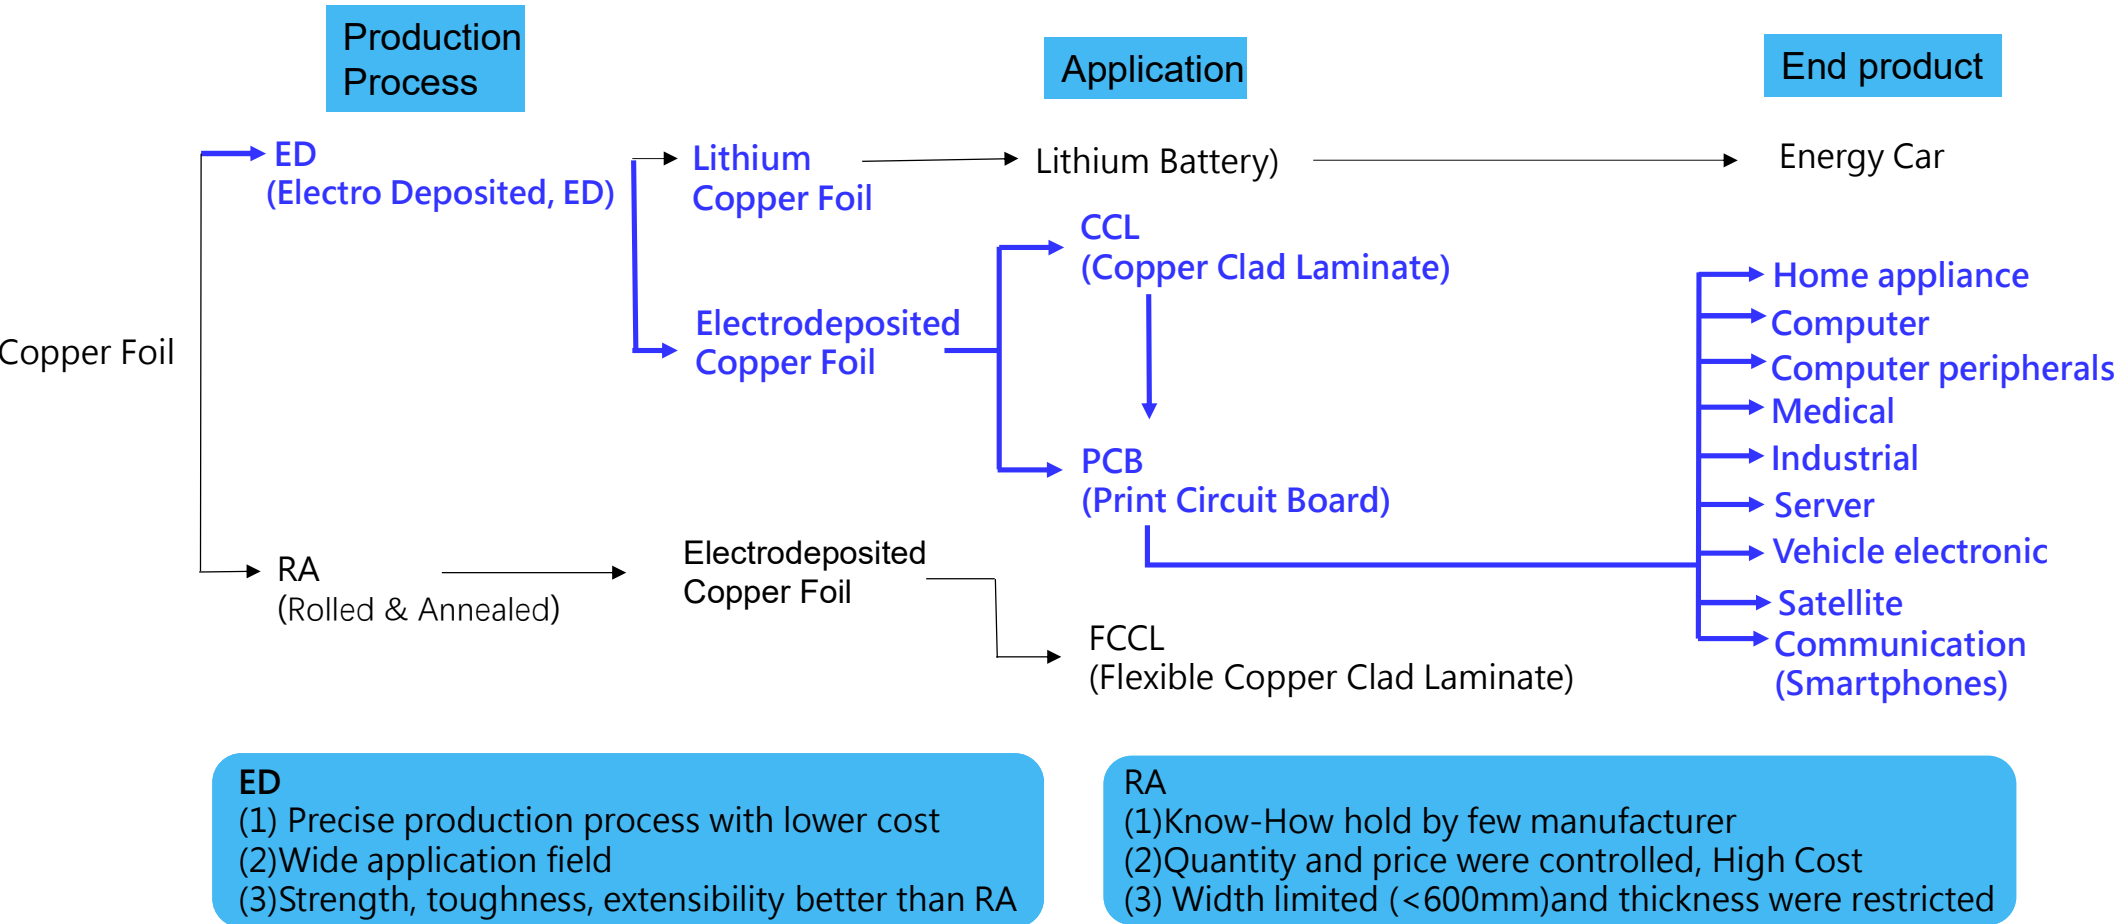 Production
Process
Application
End product
ED
(Electro Deposited, ED)
Lithium
Copper Foil
Lithium Battery)
Energy Car
CCL
(Copper Clad Laminate)
Electrodeposited
Copper Foil
Copper Foil
PCB
(Print Circuit Board)
Home appliance
Computer
Computer peripherals
Medical
Industrial
Server
Vehicle electronic
Satellite
Communication
(Smartphones)
RA
(Rolled & Annealed)
Electrodeposited
Copper Foil
FCCL
(Flexible Copper Clad Laminate)
ED
(1) Precise production process with lower cost
(2)Wide application field
(3)Strength, toughness, extensibility better than RA
RA
(1)Know-How hold by few manufacturer
(2)Quantity and price were controlled, High Cost
(3) Width limited (<600mm)and thickness were restricted